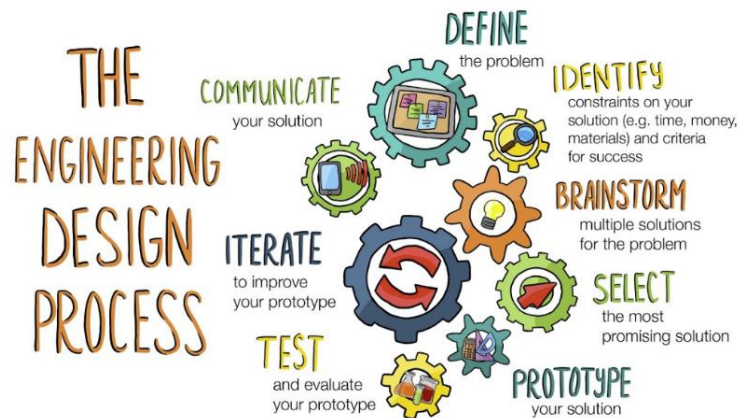 THE
ENGINEERING
DESIGN
PROCESS
DEFINE
the problem
IDENTIFY
constraints on your
solution (e.g. time, money,
materials) and criteria
for success
BRAINSTORM
multiple solutions
for the problem
SELECT
the most
promising solution
PROTOTYPE
your solution
TEST
and evaluate
your prototype
ITERATE
to improve
your prototype
COMMUNICATE
your solution